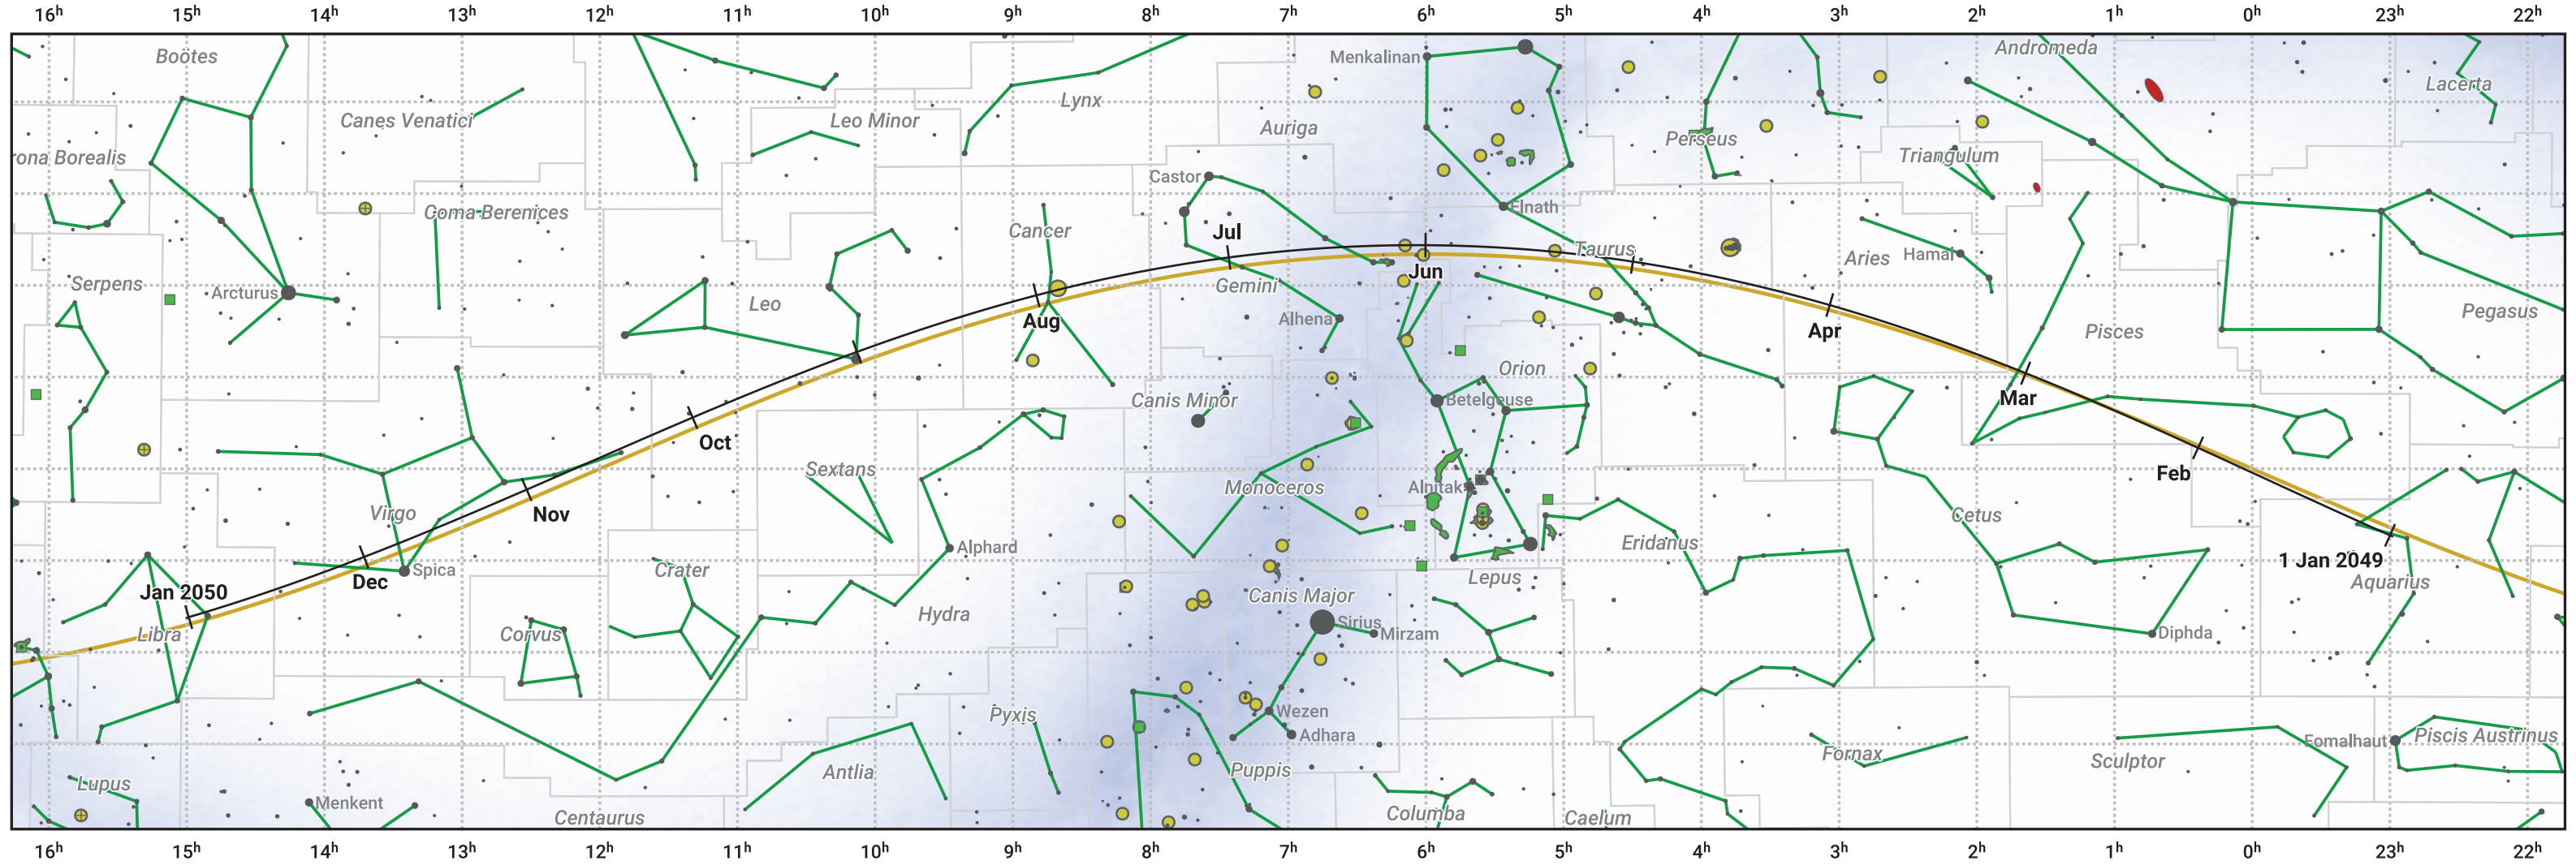 16ʰ 15ʰ 14ʰ 13ʰ 12ʰ 11ʰ 10ʰ 9ʰ 8ʰ 7ʰ 6ʰ 5ʰ 4ʰ 3ʰ 2ʰ 1ʰ 0ʰ 23ʰ 22ʰ
Boötes
Menkalinan
Andromeda
Lacerta
Canes Venatici
Leo Minor
Lynx
Auriga
Perseus
Triangulum
rona Borealis
Castor
Coma Berenices
Elnath
Cancer
Jul
Taurus
Aries
Hamal
Serpens
Arcturus
Leo
Jun
Gemini
Pegasus
Aug
Alhena
Apr
Pisces
Orion
Mar
Canis Minor
Betelgeuse
Oct
Sextans
Feb
Virgo
Nov
Monoceros
Alnitak
Cetus
Eridanus
Alphard
1 Jan 2049
Spica
Dec
Crater
Lepus
Aquarius
Jan 2050
Canis Major
Libra
Corvus
Hydra
Sirius
Mirzam
Diphda
Pyxis
Wezen
Adhara
Fomalhaut
Piscis Austrinus
Lupus
Antlia
Puppis
Fornax
Sculptor
Menkent
Centaurus
Columba
Caelum
16ʰ 15ʰ 14ʰ 13ʰ 12ʰ 11ʰ 10ʰ 9ʰ 8ʰ 7ʰ 6ʰ 5ʰ 4ʰ 3ʰ 2ʰ 1ʰ 0ʰ 23ʰ 22ʰ